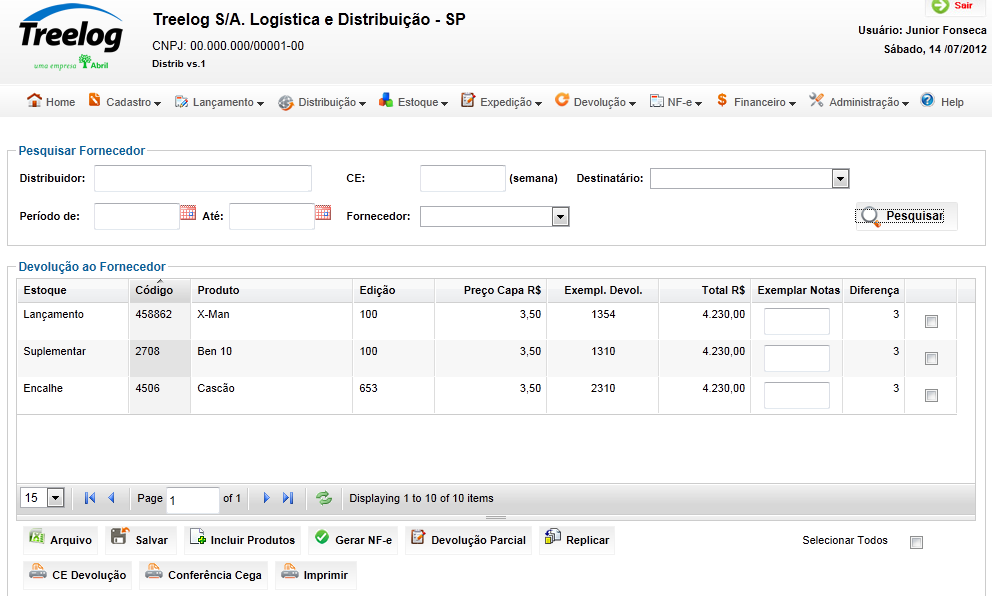 Sair
Treelog
uma empresa Abril
Treelog S/A. Logística e Distribuição - SP
CNPJ: 00.000.000/00001-00
Distrib vs.1
Usuário: Junior Fonseca
Sábado, 14 /07/2012
Home Cadastro Lançamento Distribuição Estoque Expedição Devolução NF-e Financeiro Administração Help
Pesquisar Fornecedor
Distribuidor: CE: (semana) Destinatário:
Período de: Até: Fornecedor: Pesquisar
Devolução ao Fornecedor
Estoque Código Produto Edição Preço Capa R$ Exempl. Devol. Total R$ Exemplar Notas Diferença
Lançamento 458862 X-Man 100 3,50 1354 4.230,00 3
Suplementar 2708 Ben 10 100 3,50 1310 4.230,00 3
Encalhe 4506 Cascão 653 3,50 2310 4.230,00 3
15 Page 1 of 1 Displaying 1 to 10 of 10 items
Arquivo Salvar Incluir Produtos Gerar NF-e Devolução Parcial Replicar Selecionar Todos
CE Devolução Conferência Cega Imprimir